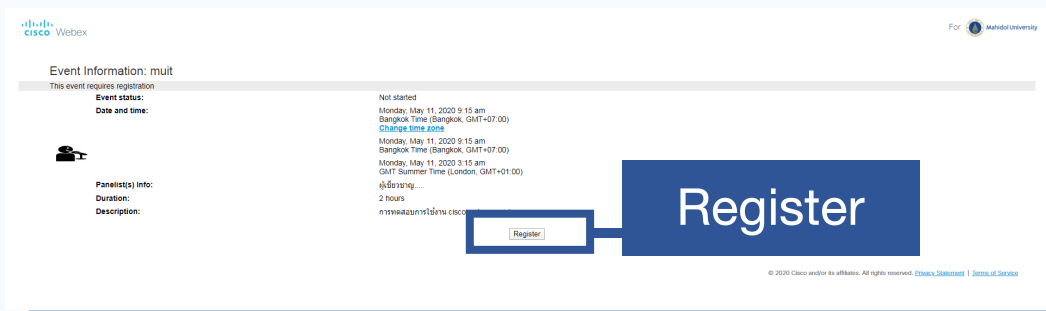 CISCO Webex
For Mahidol University
Event Information: muit
This event requires registration
Event status: Not started
Date and time: Monday, May 11, 2020 9:15 am
Bangkok Time (Bangkok, GMT+07:00)
Change time zone
Monday, May 11, 2020 9:15 am
Bangkok Time (Bangkok, GMT+07:00)
Monday, May 11, 2020 3:15 am
GMT Summer Time (London, GMT+01:00)
Panelist(s) Info: ผู้เชี่ยวชาญ.....
Duration: 2 hours
Description: การทดสอบการใช้งาน cisco
Register
Register
© 2020 Cisco and/or its affiliates. All rights reserved. Privacy Statement | Terms of Service